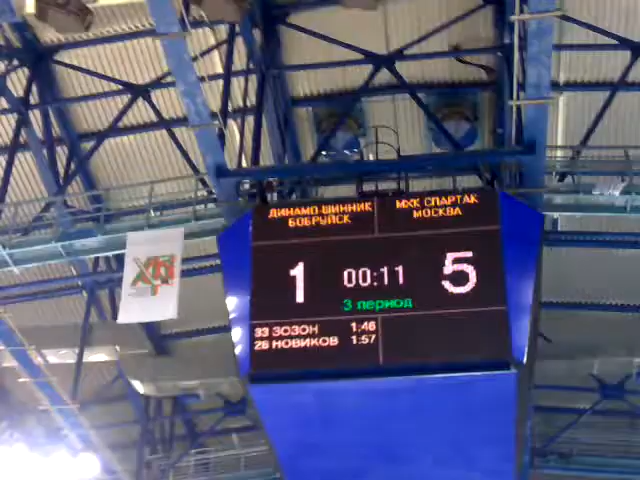 ДИНАМО-ШИННИК
БОБРУЙСК
МХК СПАРТАК
МОСКВА
1 00:11 5
3 период
33 ЗОЗОН 1:46
26 НОВИКОВ 1:57